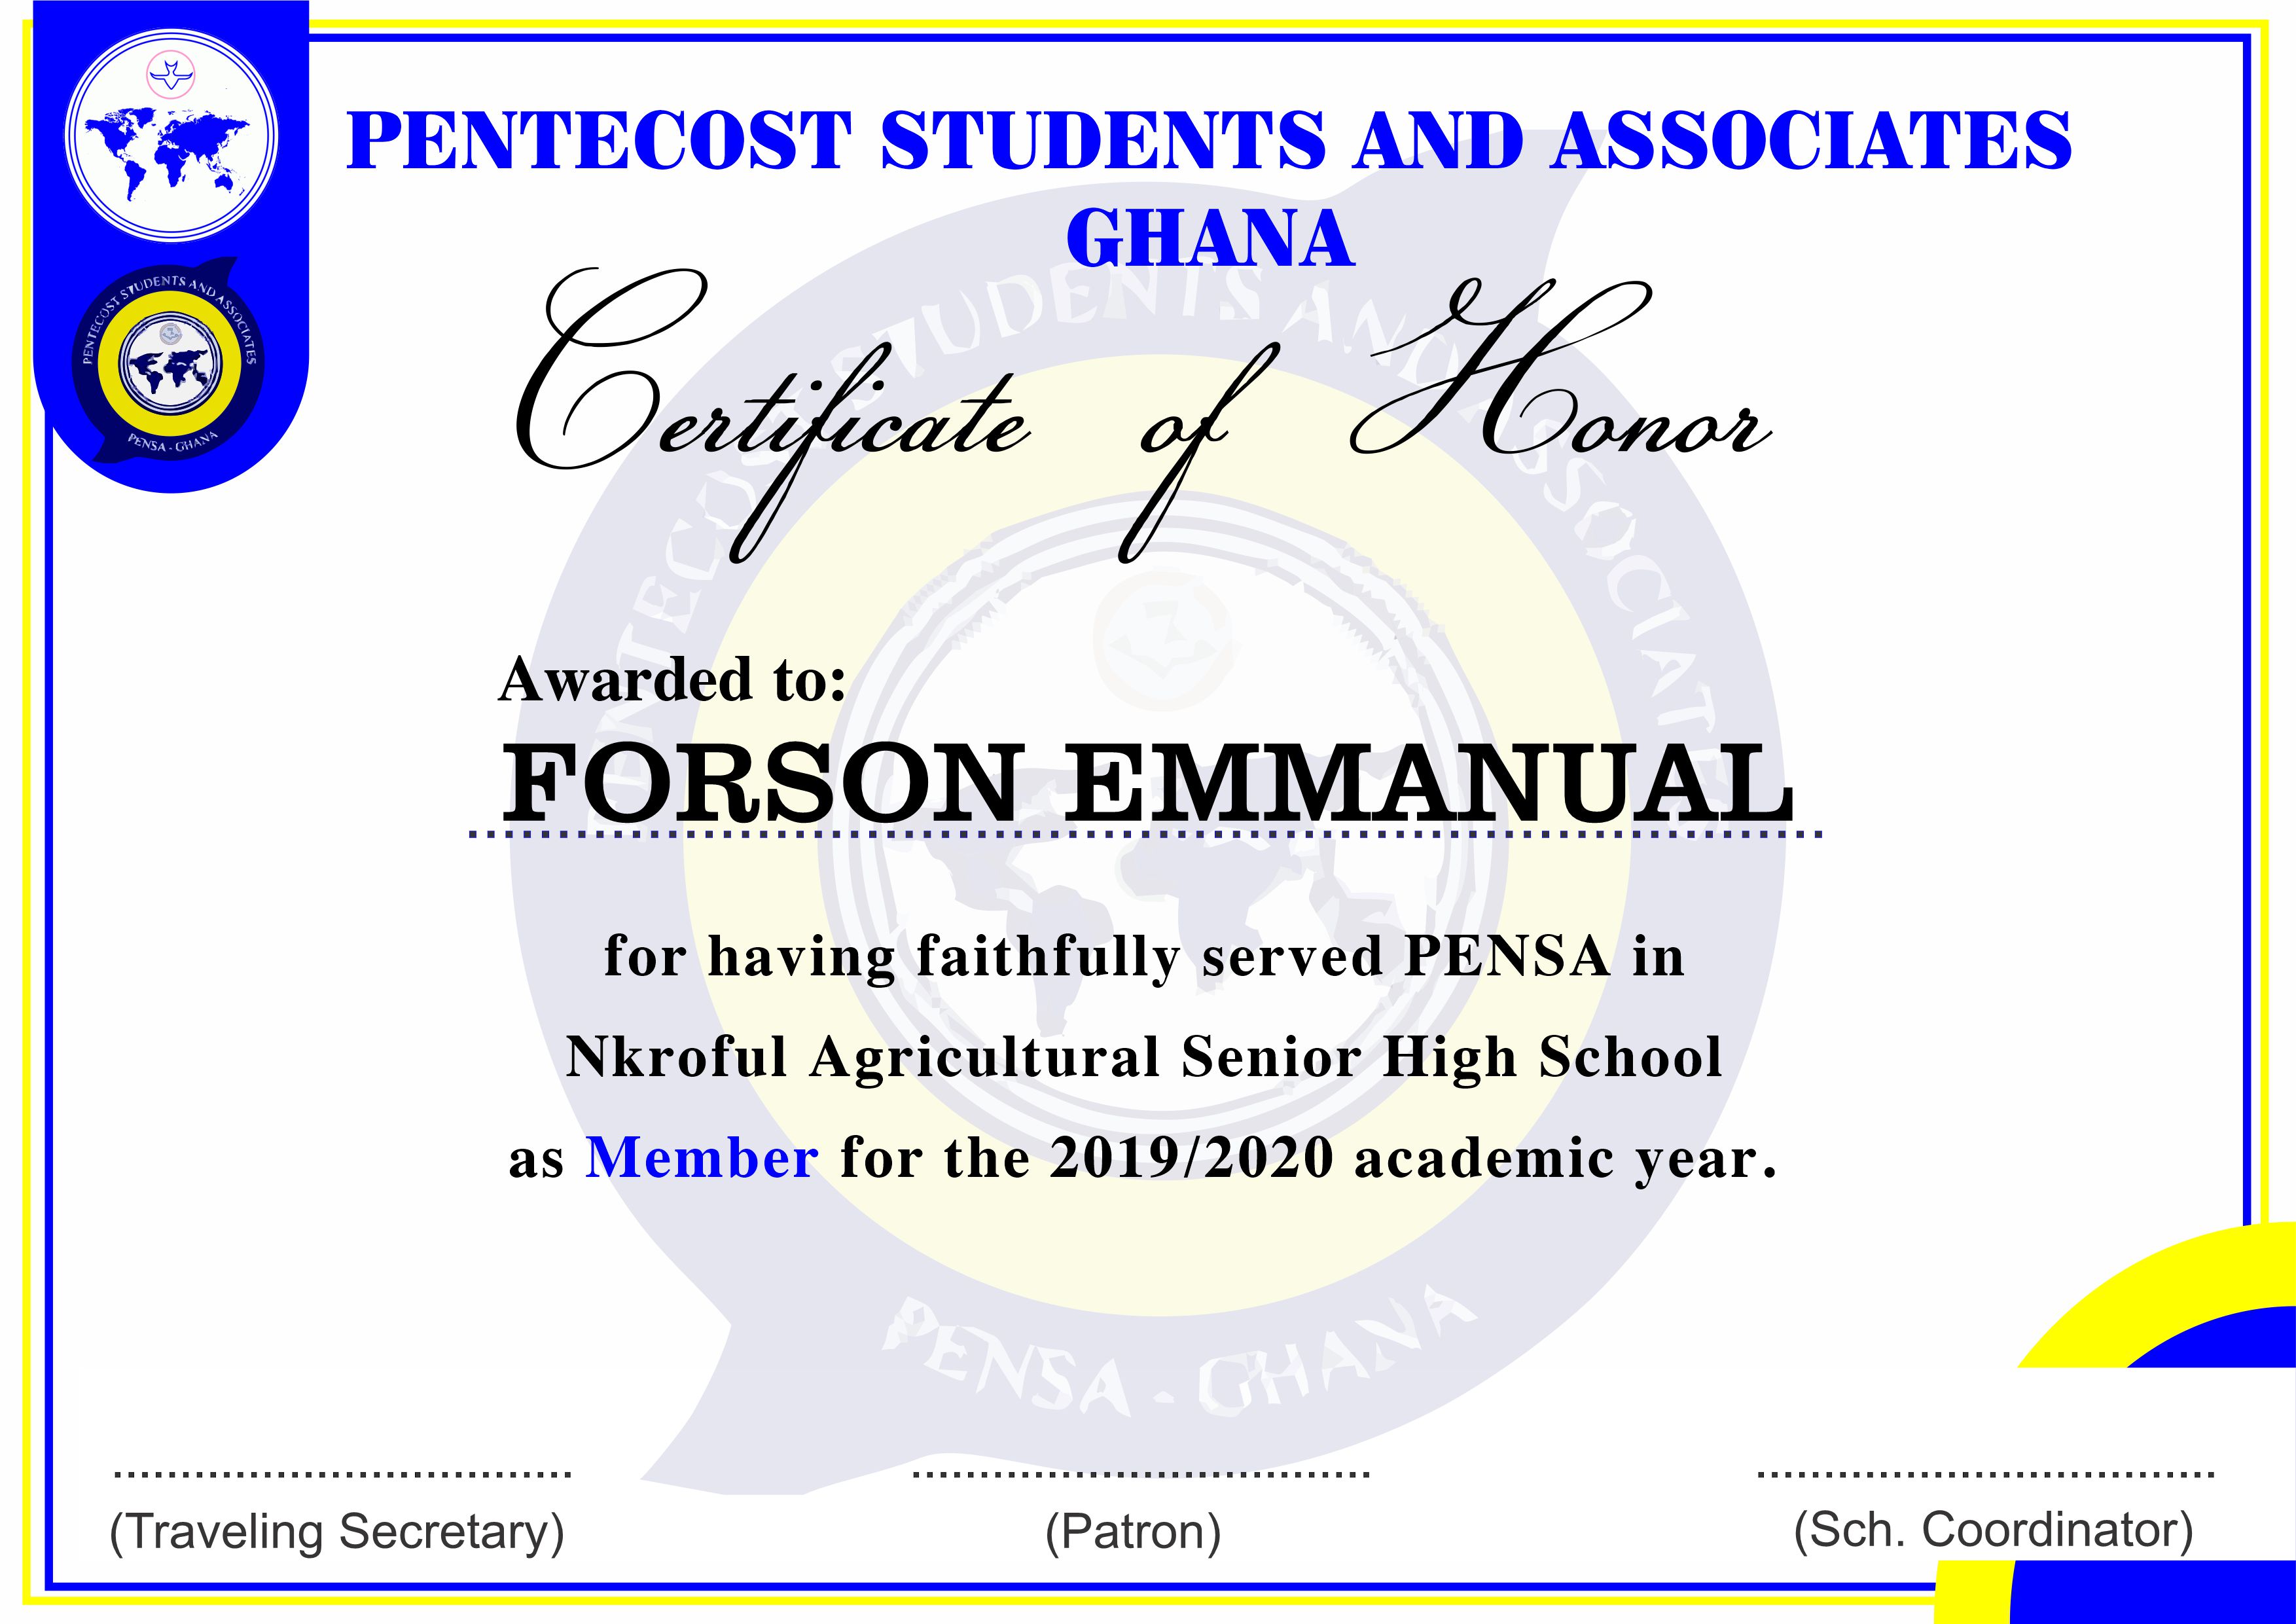 PENTECOST STUDENTS AND ASSOCIATES
GHANA
PENTECOST STUDENTS AND ASSOCIATES
PENSA - GHANA
Certificate of Honor
Awarded to:
FORSON EMMANUAL
for having faithfully served PENSA in
Nkroful Agricultural Senior High School
as Member for the 2019/2020 academic year.
PENTECOST STUDENTS AND ASSOCIATES
PENSA - GHANA
(Traveling Secretary) (Patron) (Sch. Coordinator)